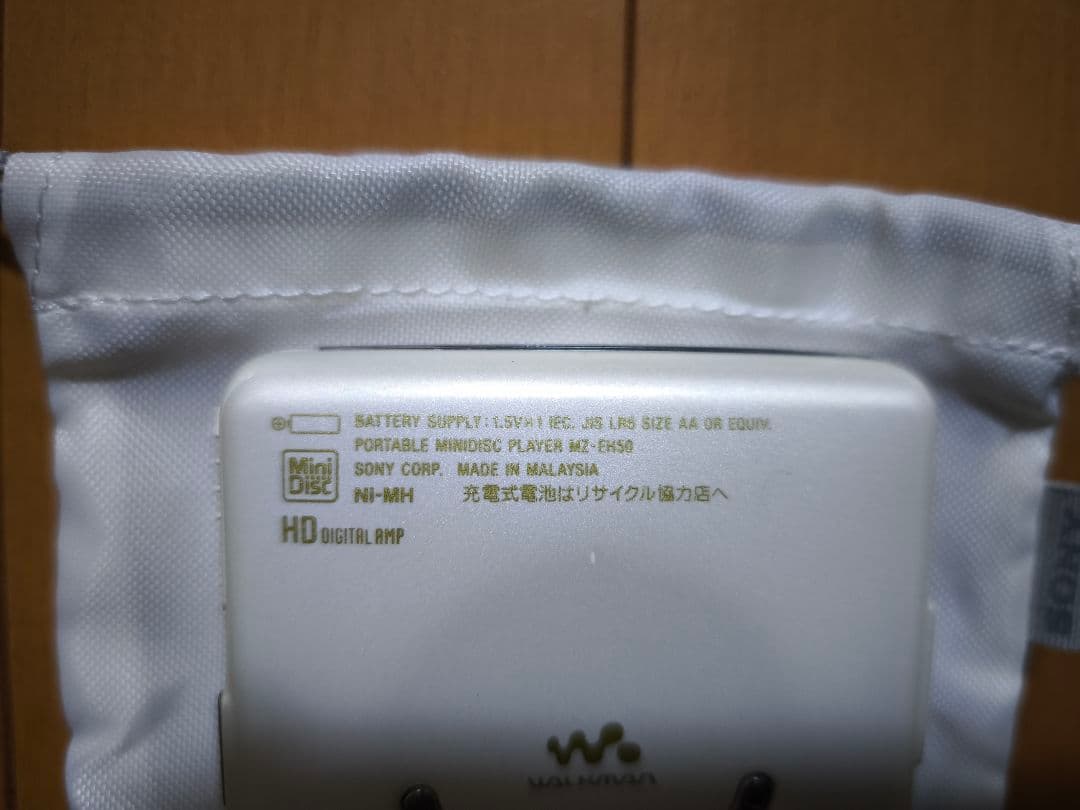 BATTERY SUPPLY : 1.5V×1 IEC. JIS LR6 SIZE AA OR EQUIV.
PORTABLE MINIDISC PLAYER MZ-EH50
Mini Disc
SONY CORP. MADE IN MALAYSIA
Ni-MH 充電式電池はリサイクル協力店へ
HD DIGITAL AMP
WALKMAN
SONY